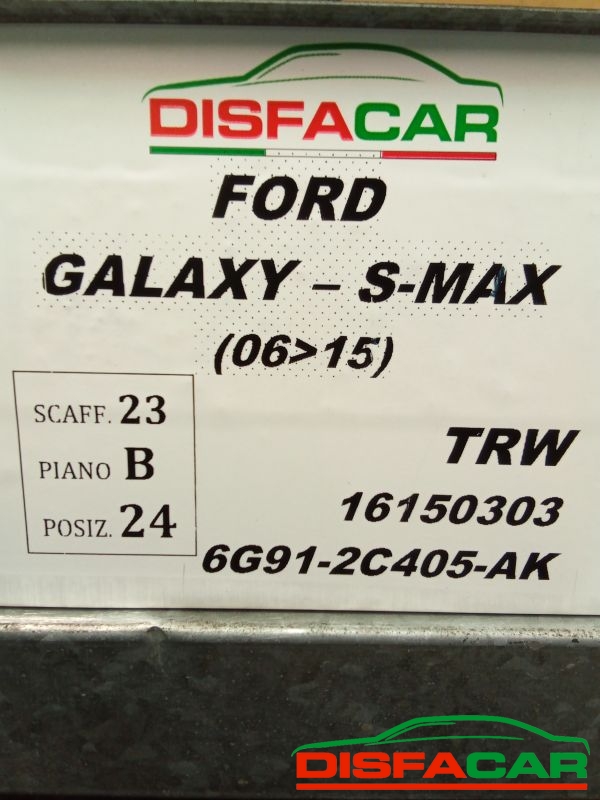 DISFACAR
FORD
GALAXY – S-MAX
(06>15)
SCAFF. 23
PIANO B
POSIZ. 24
TRW
16150303
6G91-2C405-AK
DISFACAR